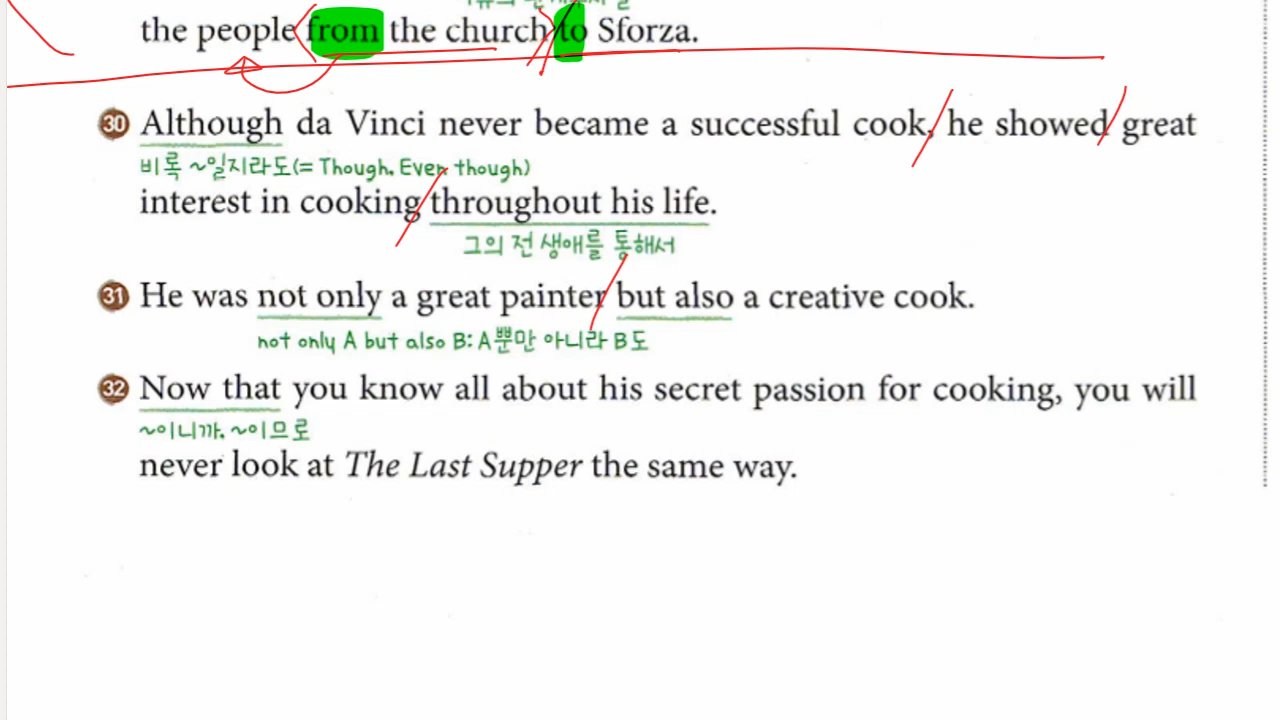 the people from the church to Sforza.
30 Although da Vinci never became a successful cook, he showed great
비록 ~일지라도(= Though, Even though)
interest in cooking throughout his life.
그의 전 생애를 통해서
31 He was not only a great painter but also a creative cook.
not only A but also B: A뿐만 아니라 B도
32 Now that you know all about his secret passion for cooking, you will
~이니까, ~이므로
never look at The Last Supper the same way.